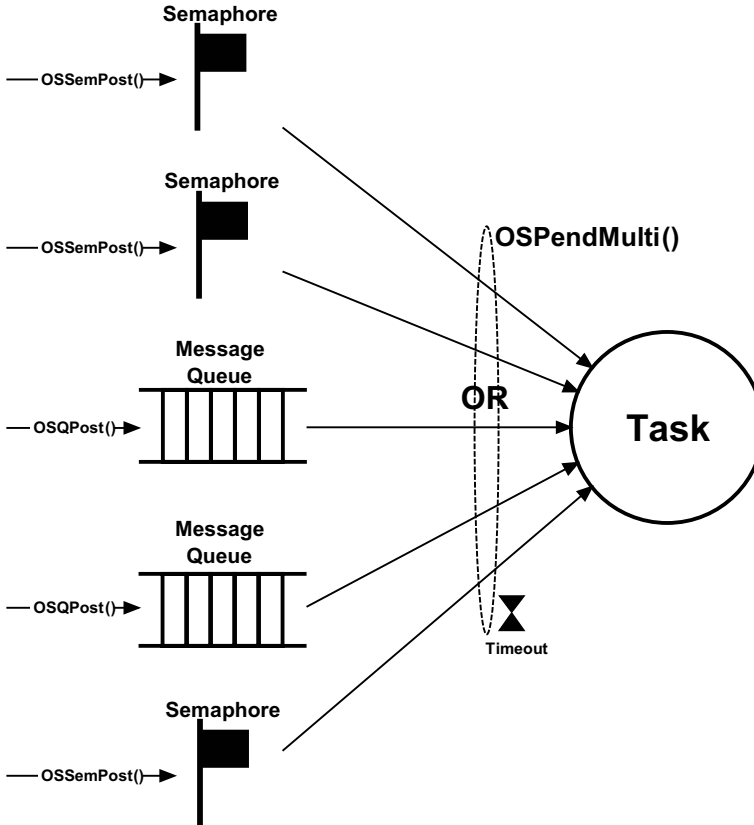 Semaphore
OSSemPost()
Semaphore
OSSemPost()
OSPendMulti()
Message
Queue
OSQPost()
OR
Task
Message
Queue
OSQPost()
Timeout
Semaphore
OSSemPost()